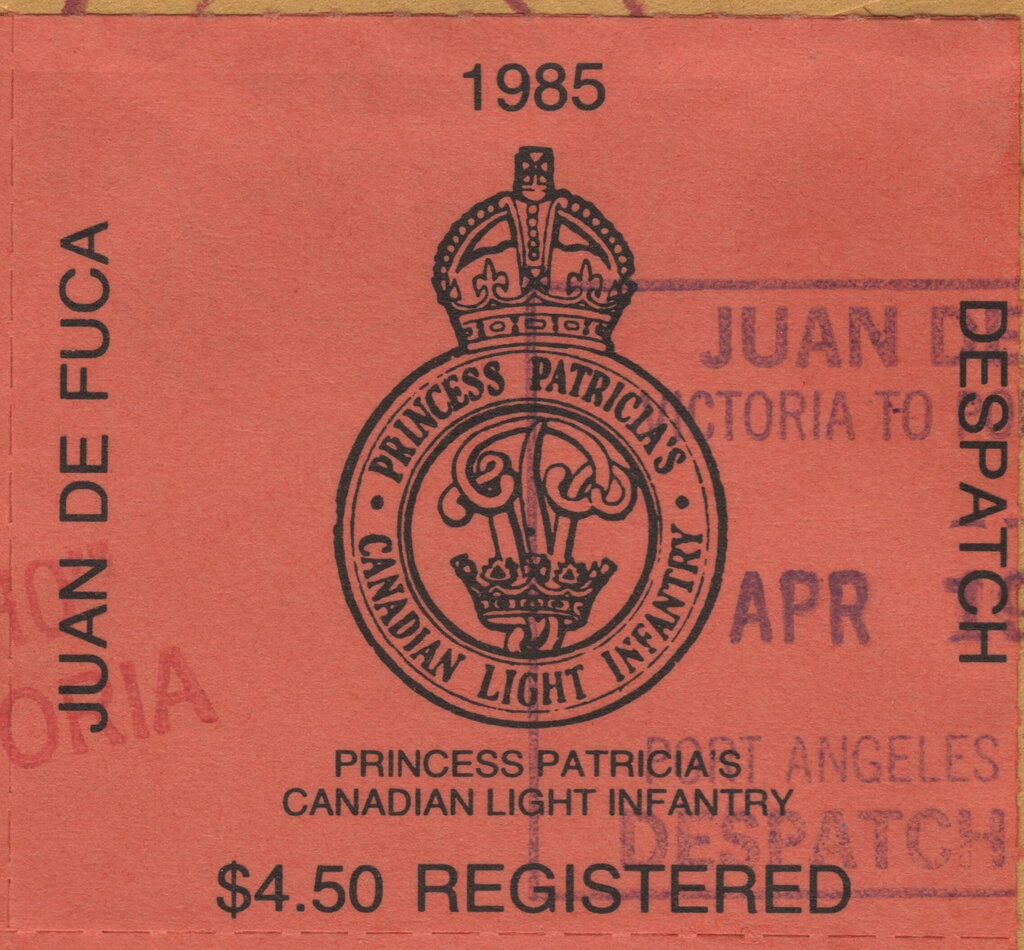 1985
JUAN DE FUCA
DESPATCH
PRINCESS PATRICIA'S
CANADIAN LIGHT INFANTRY
PRINCESS PATRICIA'S
CANADIAN LIGHT INFANTRY
$4.50 REGISTERED
JUAN DE
VICTORIA TO
APR
PORT ANGELES
DESPATCH
ORIA